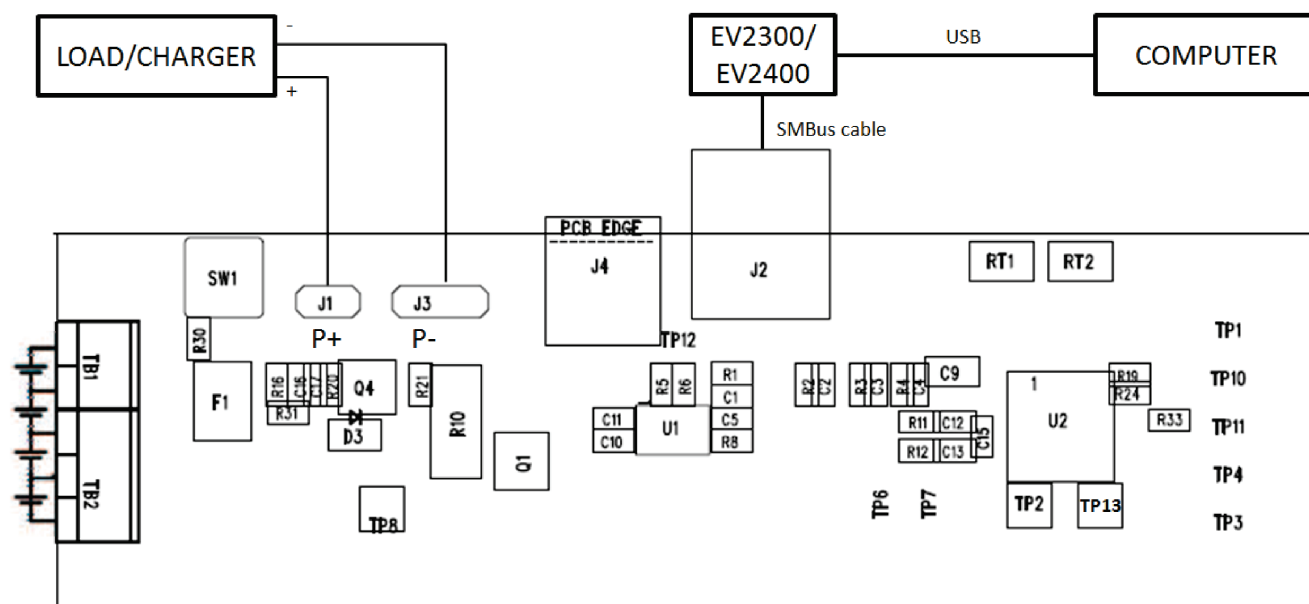 LOAD/CHARGER
-
+
EV2300/
EV2400
USB
COMPUTER
SMBus cable
PCB EDGE
J4
J2
SW1
J1
J3
P+
P-
RT1
RT2
TP12
TP1
R30
TB1
F1
R16
C16
C17
R20
R31
Q4
D3
R21
R10
R5
R6
R1
C1
C5
R8
C11
C10
U1
R2
C2
R3
C3
R4
C4
C9
1
U2
R19
R24
TP10
R11
C12
C15
R12
C13
R33
TP11
Q1
TB2
TP8
TP6
TP7
TP2
TP13
TP4
TP3